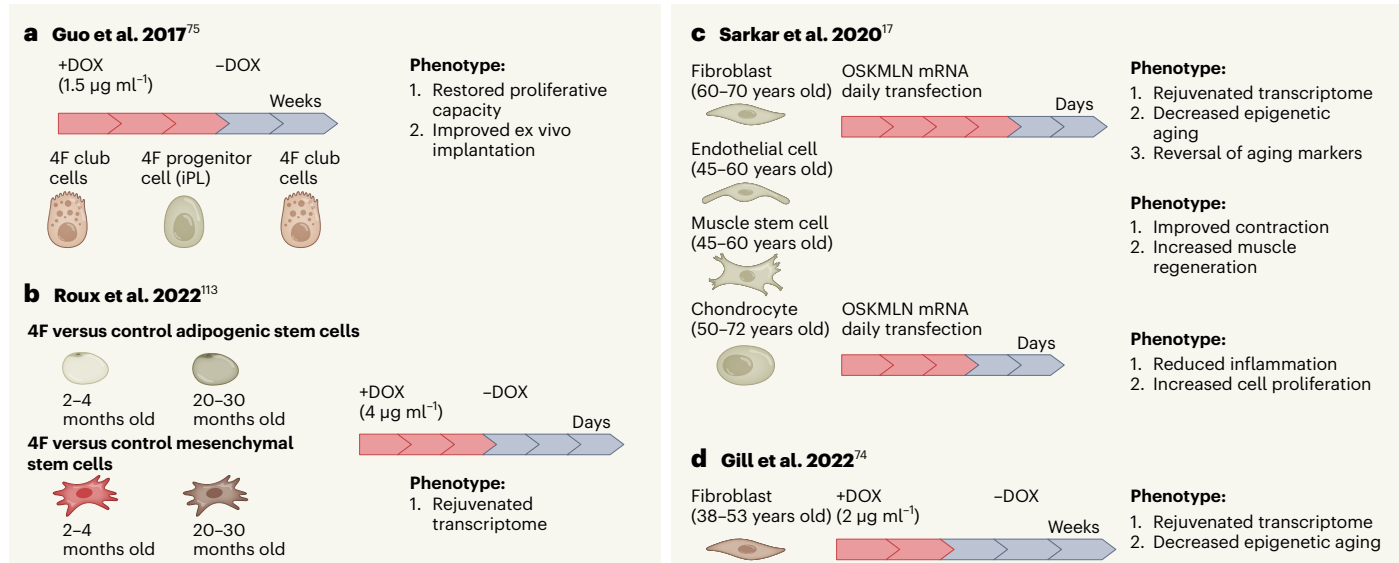 a Guo et al. 2017⁷⁵
+DOX
(1.5 µg ml⁻¹)
–DOX
Weeks
4F club
cells
4F progenitor
cell (iPL)
4F club
cells
Phenotype:
1. Restored proliferative
capacity
2. Improved ex vivo
implantation
b Roux et al. 2022¹¹³
4F versus control adipogenic stem cells
2–4
months old
20–30
months old
4F versus control mesenchymal
stem cells
2–4
months old
20–30
months old
+DOX
(4 µg ml⁻¹)
–DOX
Days
Phenotype:
1. Rejuvenated
transcriptome
c Sarkar et al. 2020¹⁷
Fibroblast
(60–70 years old)
Endothelial cell
(45–60 years old)
Muscle stem cell
(45–60 years old)
OSKMLN mRNA
daily transfection
Days
Phenotype:
1. Rejuvenated transcriptome
2. Decreased epigenetic
aging
3. Reversal of aging markers
Phenotype:
1. Improved contraction
2. Increased muscle
regeneration
Chondrocyte
(50–72 years old)
OSKMLN mRNA
daily transfection
Days
Phenotype:
1. Reduced inflammation
2. Increased cell proliferation
d Gill et al. 2022⁷⁴
Fibroblast
(38–53 years old)
+DOX
(2 µg ml⁻¹)
–DOX
Weeks
Phenotype:
1. Rejuvenated transcriptome
2. Decreased epigenetic aging